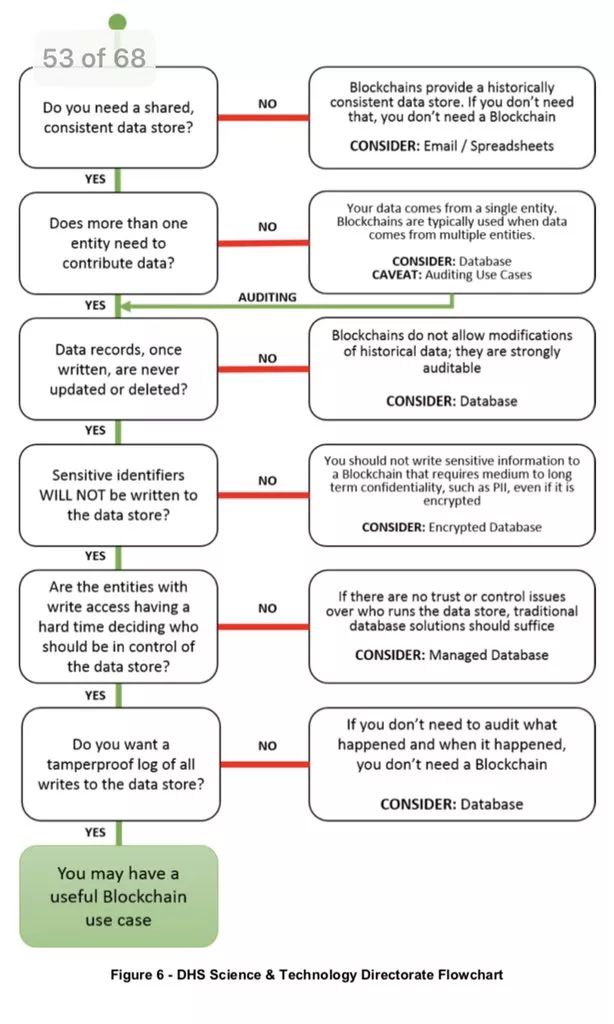 53 of 68
Do you need a shared,
consistent data store?
NO
Blockchains provide a historically
consistent data store. If you don't need
that, you don't need a Blockchain
CONSIDER: Email / Spreadsheets
YES
Does more than one
entity need to
contribute data?
NO
Your data comes from a single entity.
Blockchains are typically used when data
comes from multiple entities.
CONSIDER: Database
CAVEAT: Auditing Use Cases
AUDITING
YES
Data records, once
written, are never
updated or deleted?
NO
Blockchains do not allow modifications
of historical data; they are strongly
auditable
CONSIDER: Database
YES
Sensitive identifiers
WILL NOT be written to
the data store?
NO
You should not write sensitive information to
a Blockchain that requires medium to long
term confidentiality, such as PII, even if it is
encrypted
CONSIDER: Encrypted Database
YES
Are the entities with
write access having a
hard time deciding who
should be in control of
the data store?
NO
If there are no trust or control issues
over who runs the data store, traditional
database solutions should suffice
CONSIDER: Managed Database
YES
Do you want a
tamperproof log of all
writes to the data store?
NO
If you don't need to audit what
happened and when it happened,
you don't need a Blockchain
CONSIDER: Database
YES
You may have a
useful Blockchain
use case
Figure 6 - DHS Science & Technology Directorate Flowchart